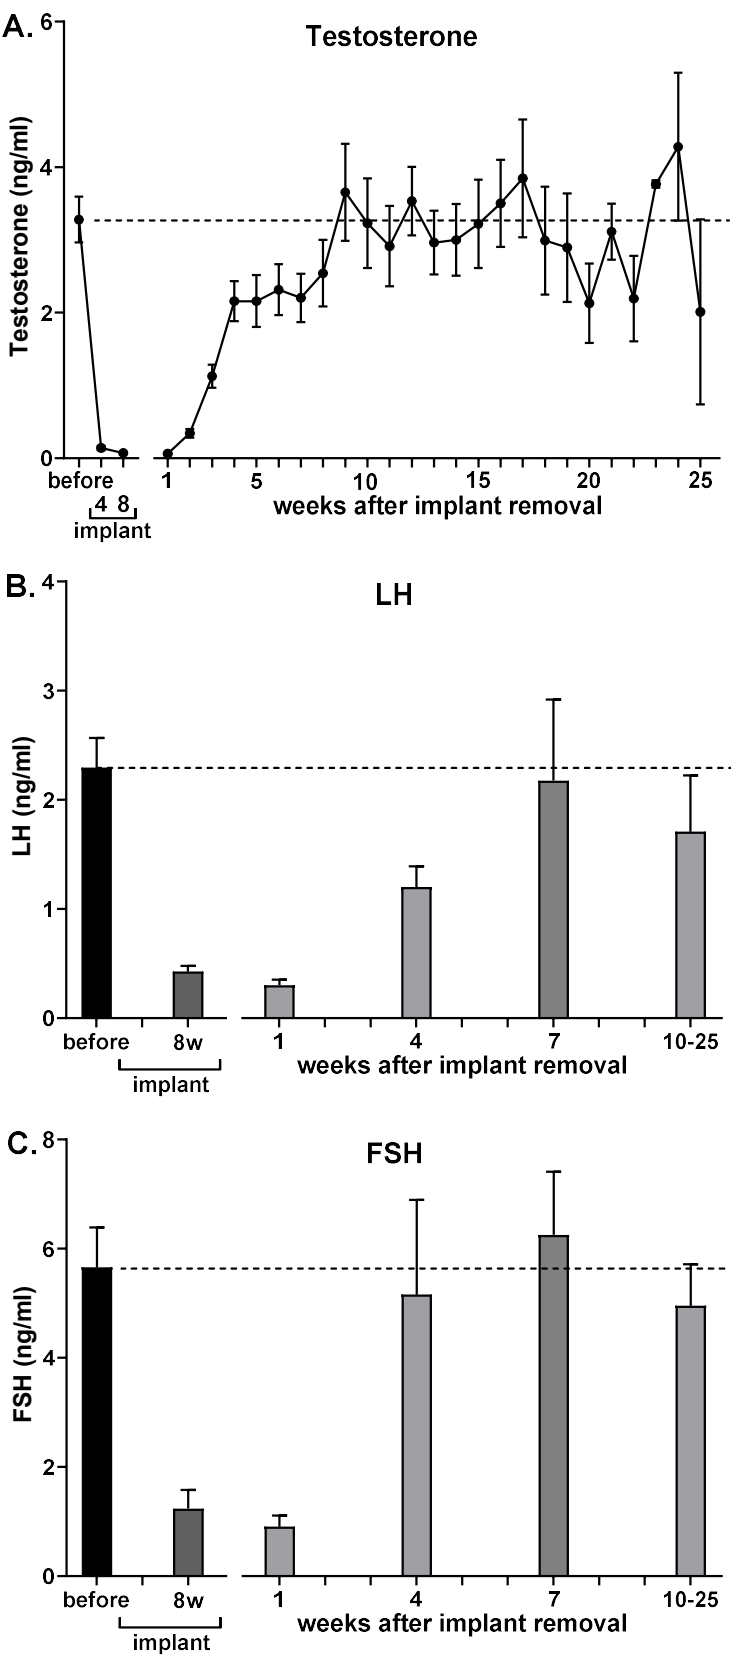 A.
Testosterone
Testosterone (ng/ml)
6
4
2
0
before
4 8
implant
1 5 10 15 20 25
weeks after implant removal
B.
LH
LH (ng/ml)
4
3
2
1
0
before 8w 1 4 7 10-25
implant
weeks after implant removal
C.
FSH
FSH (ng/ml)
8
6
4
2
0
before 8w 1 4 7 10-25
implant
weeks after implant removal